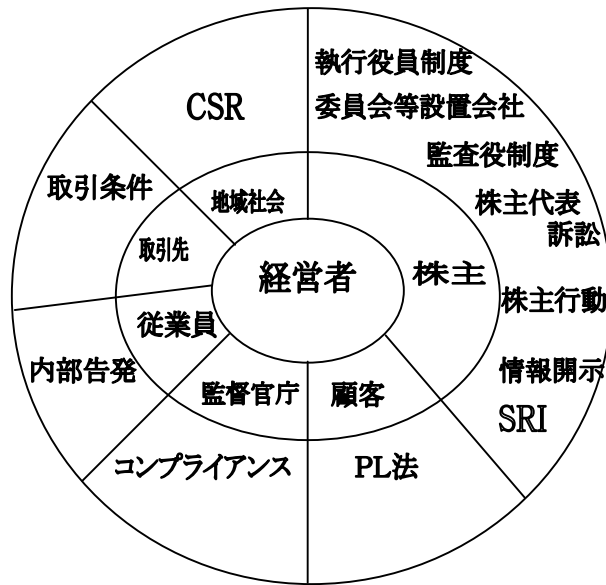 執行役員制度
CSR
委員会等設置会社
監査役制度
取引条件
地域社会
株主代表
訴訟
取引先
経営者
株主
株主行動
従業員
内部告発
情報開示
監督官庁
顧客
SRI
コンプライアンス
PL法